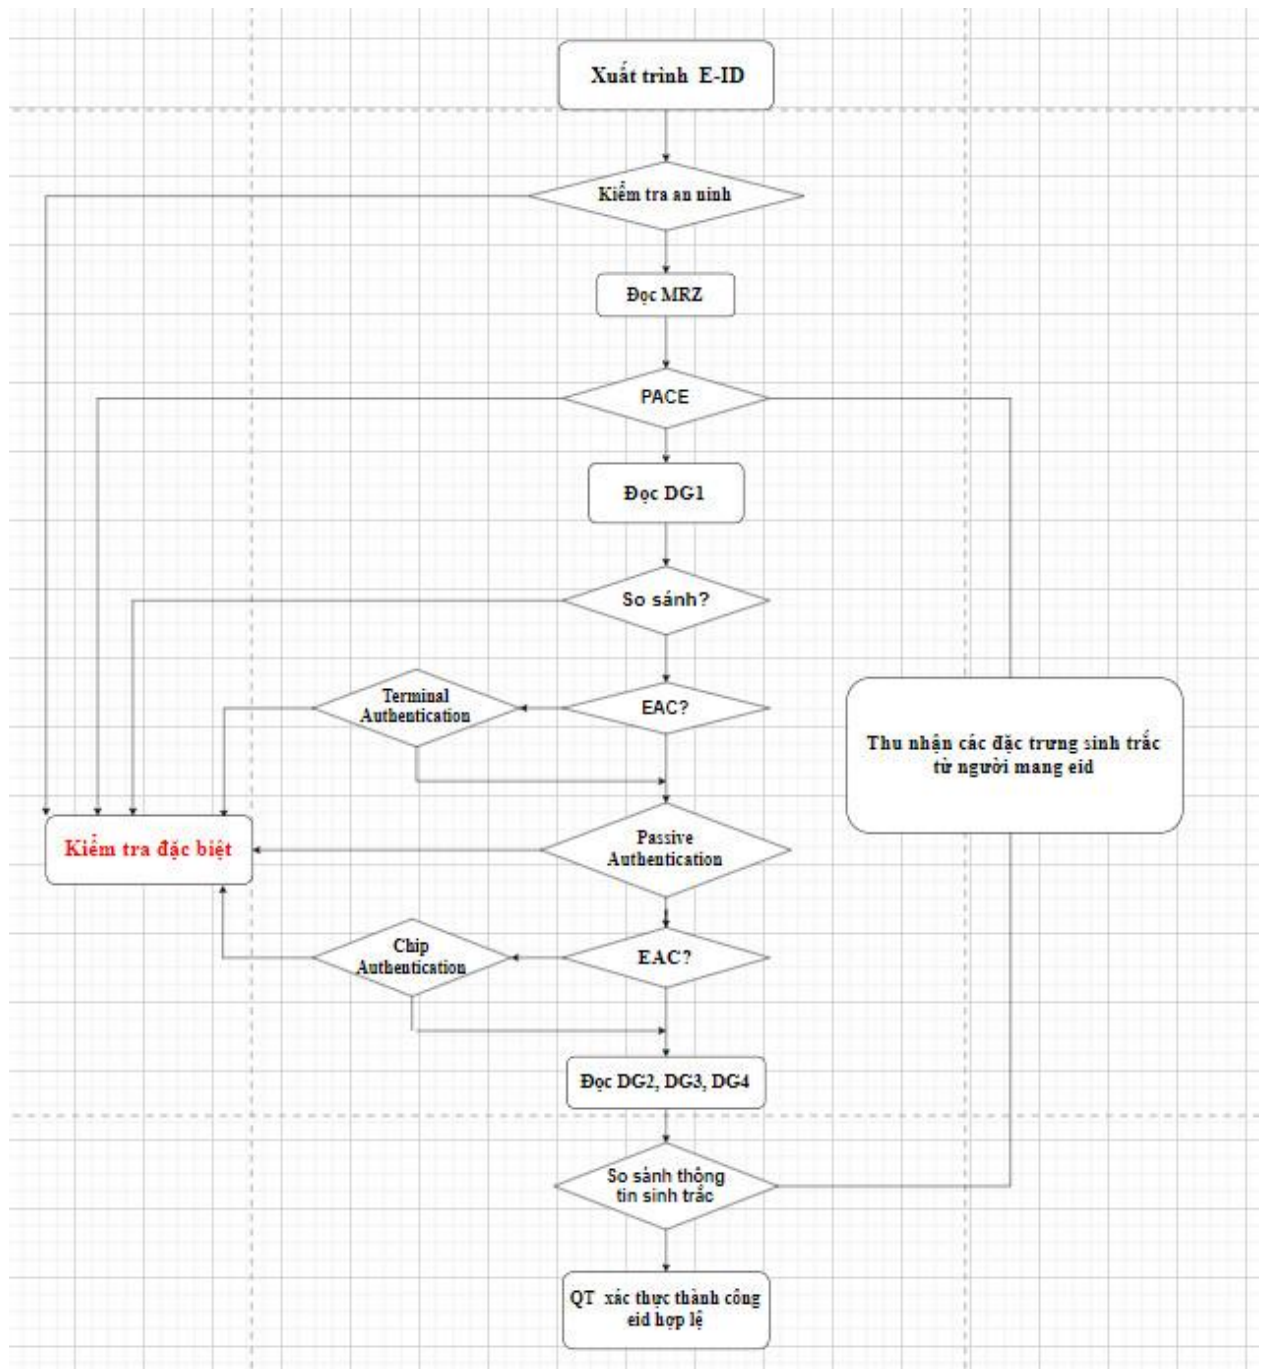 Xuất trình E-ID
Kiểm tra an ninh
Đọc MRZ
PACE
Đọc DG1
So sánh?
Terminal
Authentication
EAC?
Thu nhận các đặc trưng sinh trắc
từ người mang eid
Kiểm tra đặc biệt
Passive
Authentication
Chip
Authentication
EAC?
Đọc DG2, DG3, DG4
So sánh thông
tin sinh trắc
QT xác thực thành công
eid hợp lệ